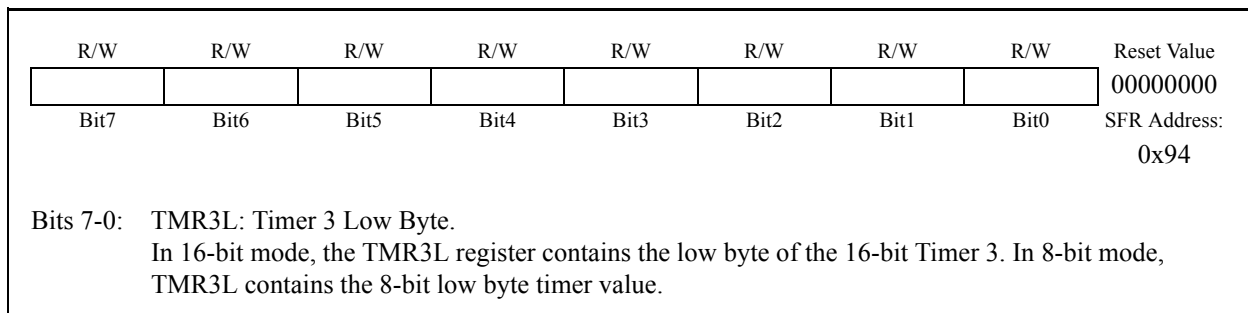 R/W R/W R/W R/W R/W R/W R/W R/W Reset Value
00000000
Bit7 Bit6 Bit5 Bit4 Bit3 Bit2 Bit1 Bit0 SFR Address:
0x94
Bits 7-0: TMR3L: Timer 3 Low Byte.
In 16-bit mode, the TMR3L register contains the low byte of the 16-bit Timer 3. In 8-bit mode,
TMR3L contains the 8-bit low byte timer value.